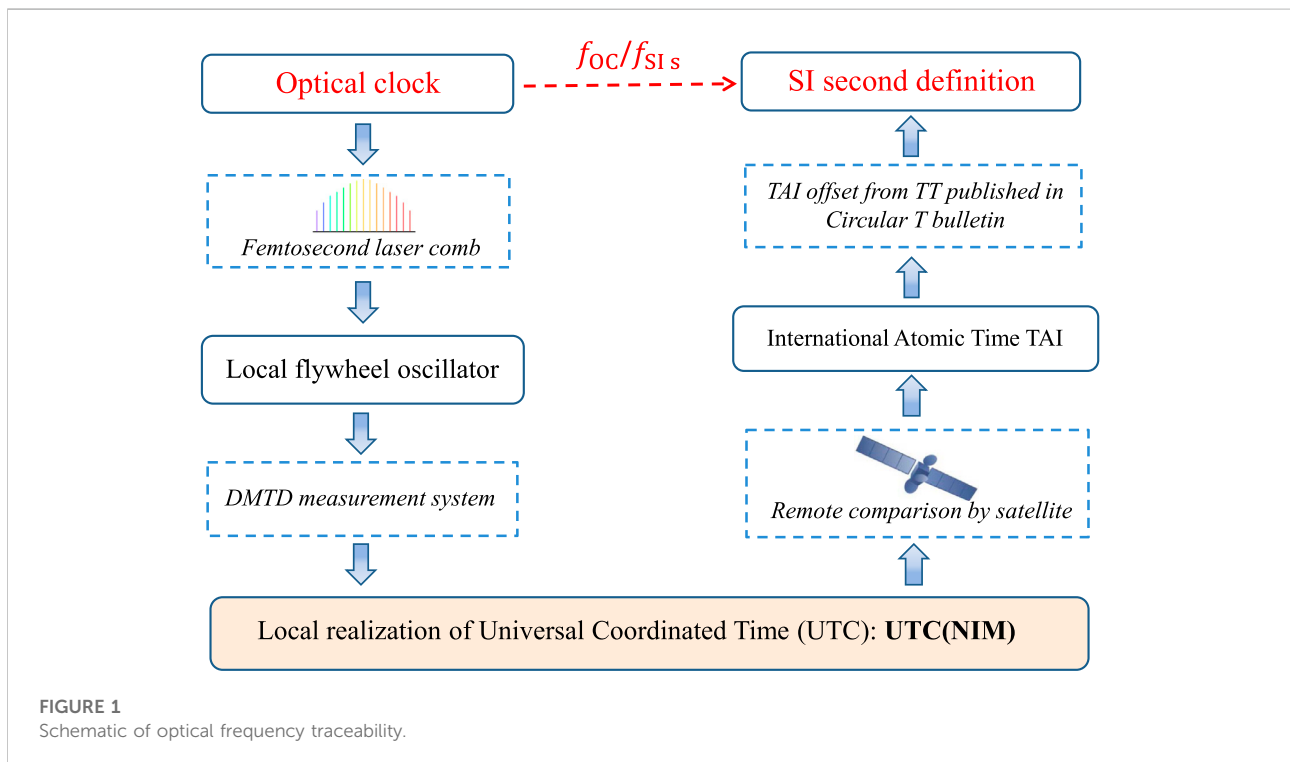 Optical clock
f_OC/f_SI s
SI second definition
Femtosecond laser comb
TAI offset from TT published in
Circular T bulletin
Local flywheel oscillator
International Atomic Time TAI
DMTD measurement system
Remote comparison by satellite
Local realization of Universal Coordinated Time (UTC): UTC(NIM)
FIGURE 1
Schematic of optical frequency traceability.